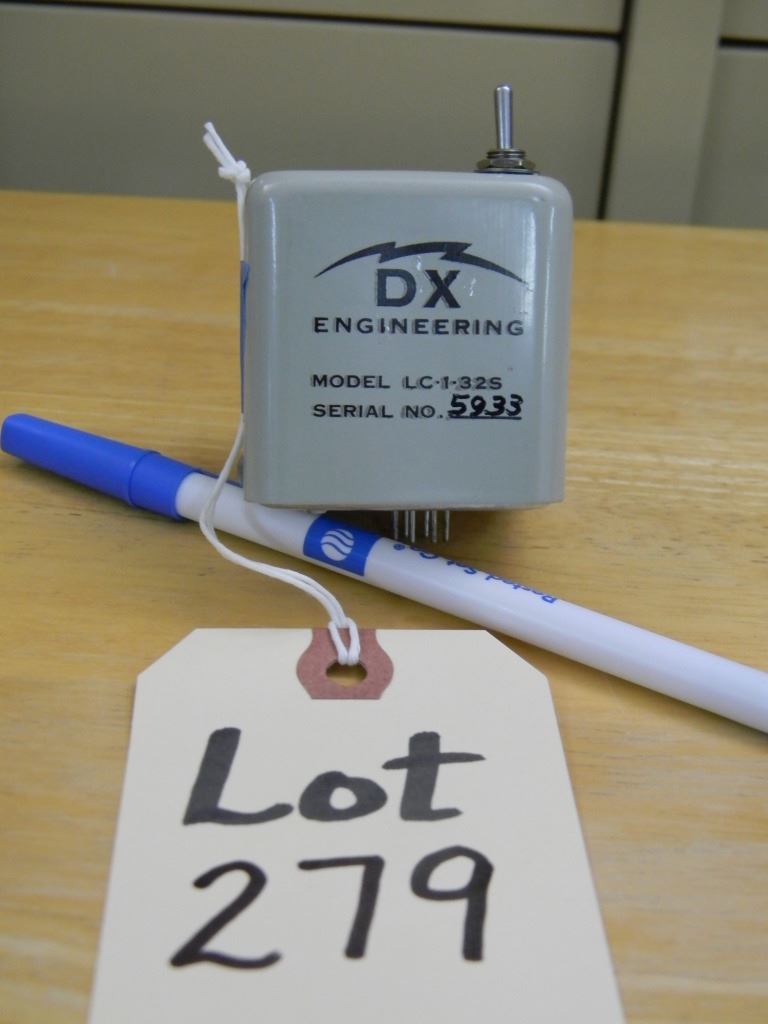 DX
ENGINEERING
MODEL LC-1-32S
SERIAL NO. 5933
Lot
279